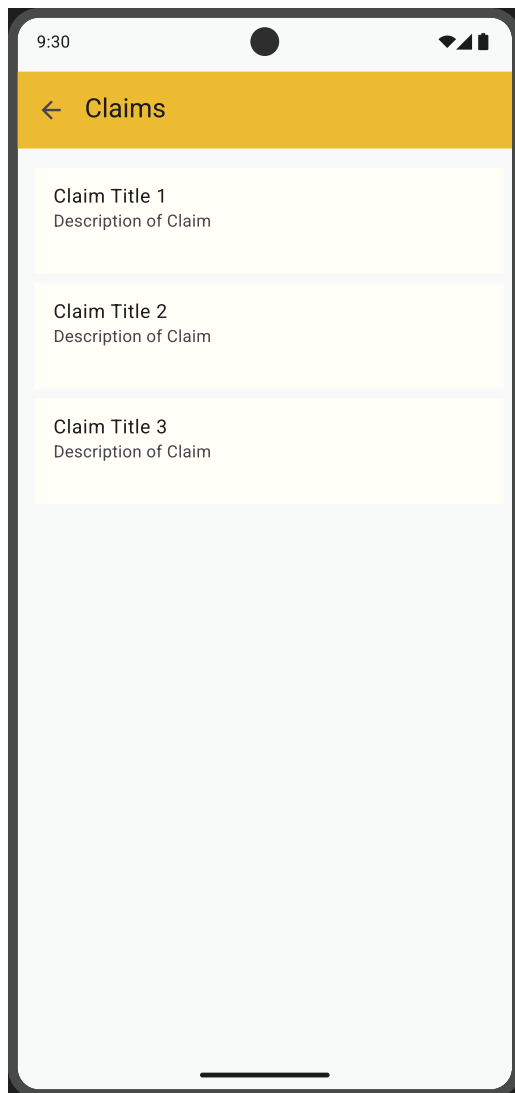 9:30
Claims
Claim Title 1
Description of Claim
Claim Title 2
Description of Claim
Claim Title 3
Description of Claim